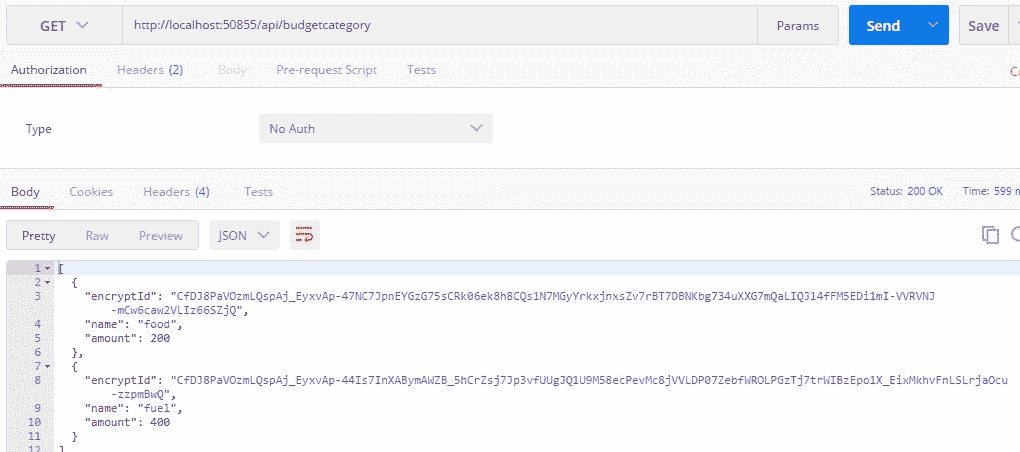 GET http://localhost:50855/api/budgetcategory Params Send Save
Authorization Headers (2) Body Pre-request Script Tests
Type No Auth
Body Cookies Headers (4) Tests Status: 200 OK Time: 599
Pretty Raw Preview JSON
1 [
2 {
3 "encryptId": "CfDJ8PaVOzmLQspAj_EyxvAp-47NC7JpnEYGzG75sCRk06ek8h8CQs1N7MGyYrkxjnxsZv7rBT7DBNKbg734uXXG7mQaLIQJ14fFM5EDi1mI-VVRVNJ
-mCw6caw2VLIz66SZjQ",
4 "name": "food",
5 "amount": 200
6 },
7 {
8 "encryptId": "CfDJ8PaVOzmLQspAj_EyxvAp-44Is7InXABymAWZB_5hCrZsj7Jp3vfUUgJQ1U9M58ecPevMc8jVVLDP07ZebfWROLPGzTj7trWIBzEpo1X_EixMkhvFnLSLrjaOcu
-zzpmBwQ",
9 "name": "fuel",
10 "amount": 400
11 }
12 ]